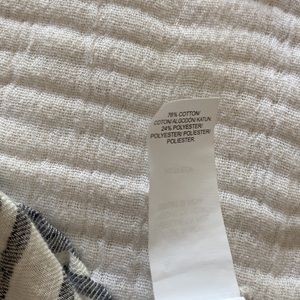 76% COTTON/
COTON/ALGODON/KATUN
24% POLYESTER/
POLYESTER/ POLIESTER/
POLIESTER